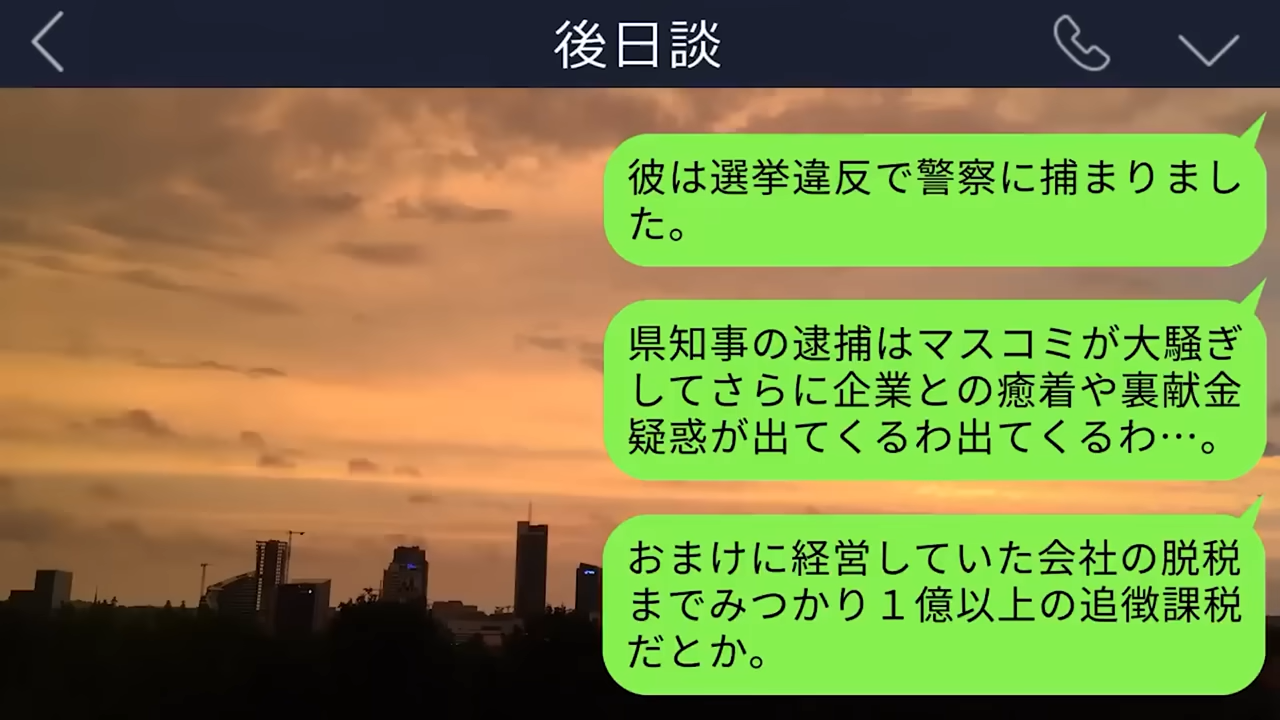 後日談
彼は選挙違反で警察に捕まりまし
た。
県知事の逮捕はマスコミが大騒ぎ
してさらに企業との癒着や裏献金
疑惑が出てくるわ出てくるわ…。
おまけに経営していた会社の脱税
までみつかり１億以上の追徴課税
だとか。